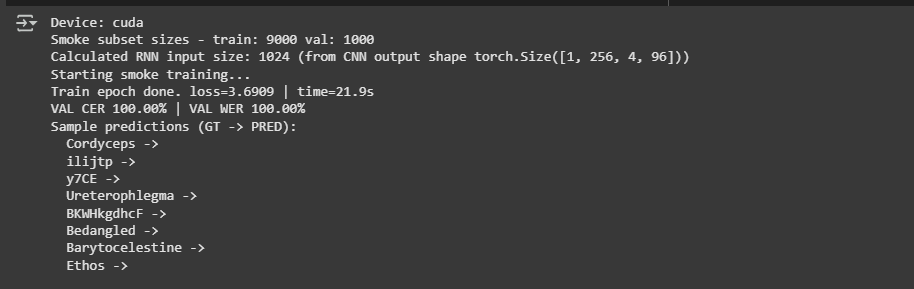 Device: cuda
Smoke subset sizes - train: 9000 val: 1000
Calculated RNN input size: 1024 (from CNN output shape torch.Size([1, 256, 4, 96]))
Starting smoke training...
Train epoch done. loss=3.6909 | time=21.9s
VAL CER 100.00% | VAL WER 100.00%
Sample predictions (GT -> PRED):
Cordyceps ->
ilijtp ->
y7CE ->
Ureterophlegma ->
BKWHkgdhcF ->
Bedangled ->
Barytocelestine ->
Ethos ->